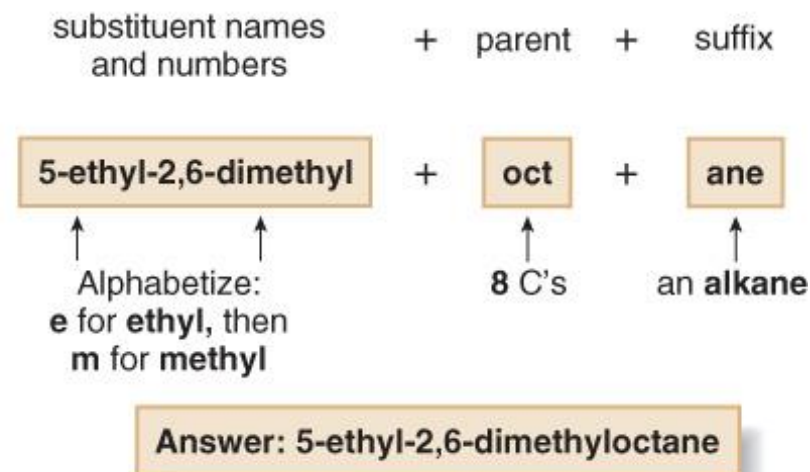 substituent names + parent + suffix
and numbers
5-ethyl-2,6-dimethyl + oct + ane
Alphabetize: 8 C's an alkane
e for ethyl, then
m for methyl
Answer: 5-ethyl-2,6-dimethyloctane